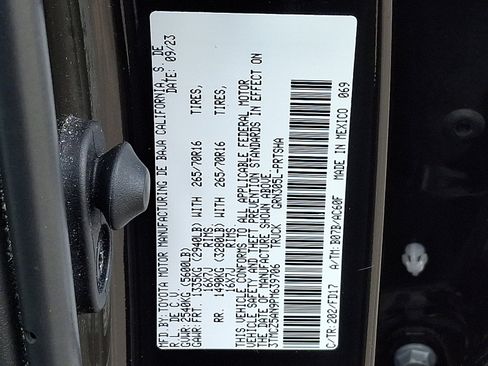 MFD. BY: TOYOTA MOTOR MANUFACTURING DE BAJA CALIFORNIA S. DE
R.L. DE C.V. DATE: 09/23
GVWR: 2540KG (5600LB)
GAWR: FRT: 1335KG (2940LB) WITH 265/70R16 TIRES,
16X7J RIMS
RR. 1490KG (3280LB) WITH 265/70R16 TIRES,
16X7J RIMS
THIS VEHICLE CONFORMS TO ALL APPLICABLE FEDERAL MOTOR
VEHICLE SAFETY AND THEFT PREVENTION STANDARDS IN EFFECT ON
THE DATE OF MANUFACTURE SHOWN ABOVE.
3TMCZ5AN9PM639706 TRUCK GRN305L-PRTSHA
C/TR: 202/FD17 A/TM: B07B/AC60F MADE IN MEXICO 069